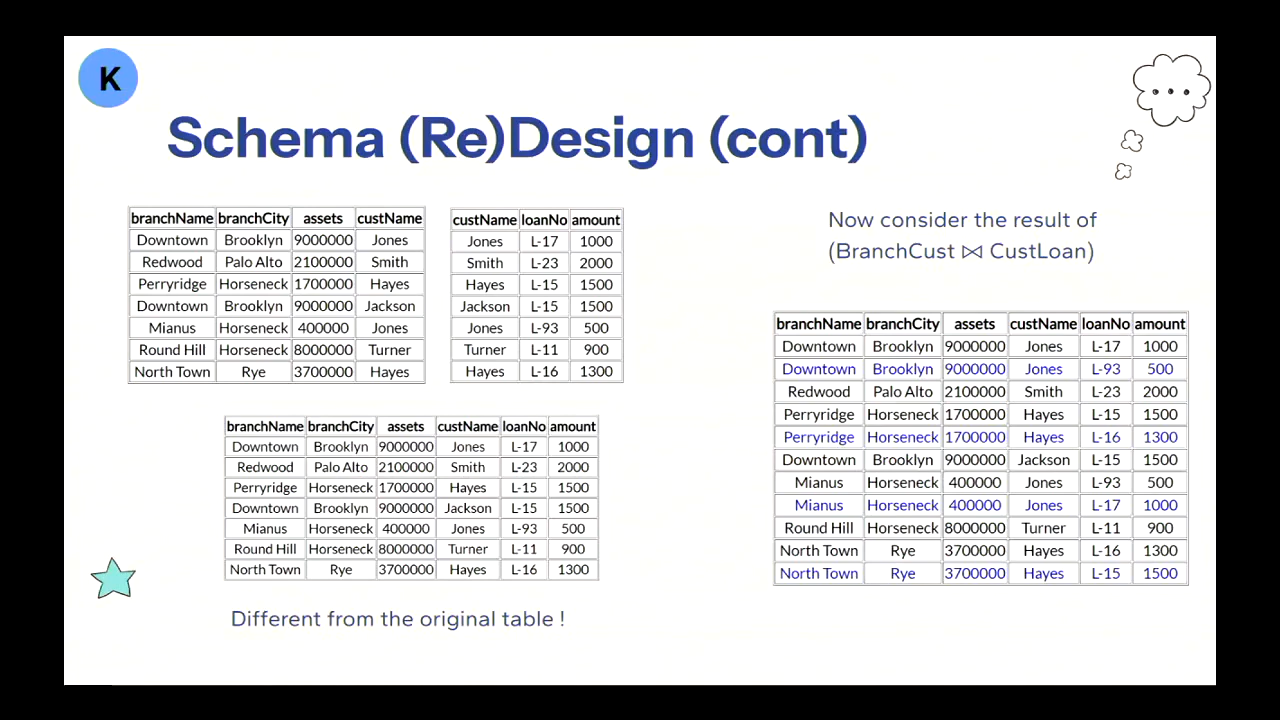 K
Schema (Re)Design (cont)
branchName branchCity assets custName
Downtown Brooklyn 9000000 Jones
Redwood Palo Alto 2100000 Smith
Perryridge Horseneck 1700000 Hayes
Downtown Brooklyn 9000000 Jackson
Mianus Horseneck 400000 Jones
Round Hill Horseneck 8000000 Turner
North Town Rye 3700000 Hayes
custName loanNo amount
Jones L-17 1000
Smith L-23 2000
Hayes L-15 1500
Jackson L-15 1500
Jones L-93 500
Turner L-11 900
Hayes L-16 1300
Now consider the result of
(BranchCust ⋈ CustLoan)
branchName branchCity assets custName loanNo amount
Downtown Brooklyn 9000000 Jones L-17 1000
Redwood Palo Alto 2100000 Smith L-23 2000
Perryridge Horseneck 1700000 Hayes L-15 1500
Downtown Brooklyn 9000000 Jackson L-15 1500
Mianus Horseneck 400000 Jones L-93 500
Round Hill Horseneck 8000000 Turner L-11 900
North Town Rye 3700000 Hayes L-16 1300
Different from the original table !
branchName branchCity assets custName loanNo amount
Downtown Brooklyn 9000000 Jones L-17 1000
Downtown Brooklyn 9000000 Jones L-93 500
Redwood Palo Alto 2100000 Smith L-23 2000
Perryridge Horseneck 1700000 Hayes L-15 1500
Perryridge Horseneck 1700000 Hayes L-16 1300
Downtown Brooklyn 9000000 Jackson L-15 1500
Mianus Horseneck 400000 Jones L-93 500
Mianus Horseneck 400000 Jones L-17 1000
Round Hill Horseneck 8000000 Turner L-11 900
North Town Rye 3700000 Hayes L-16 1300
North Town Rye 3700000 Hayes L-15 1500